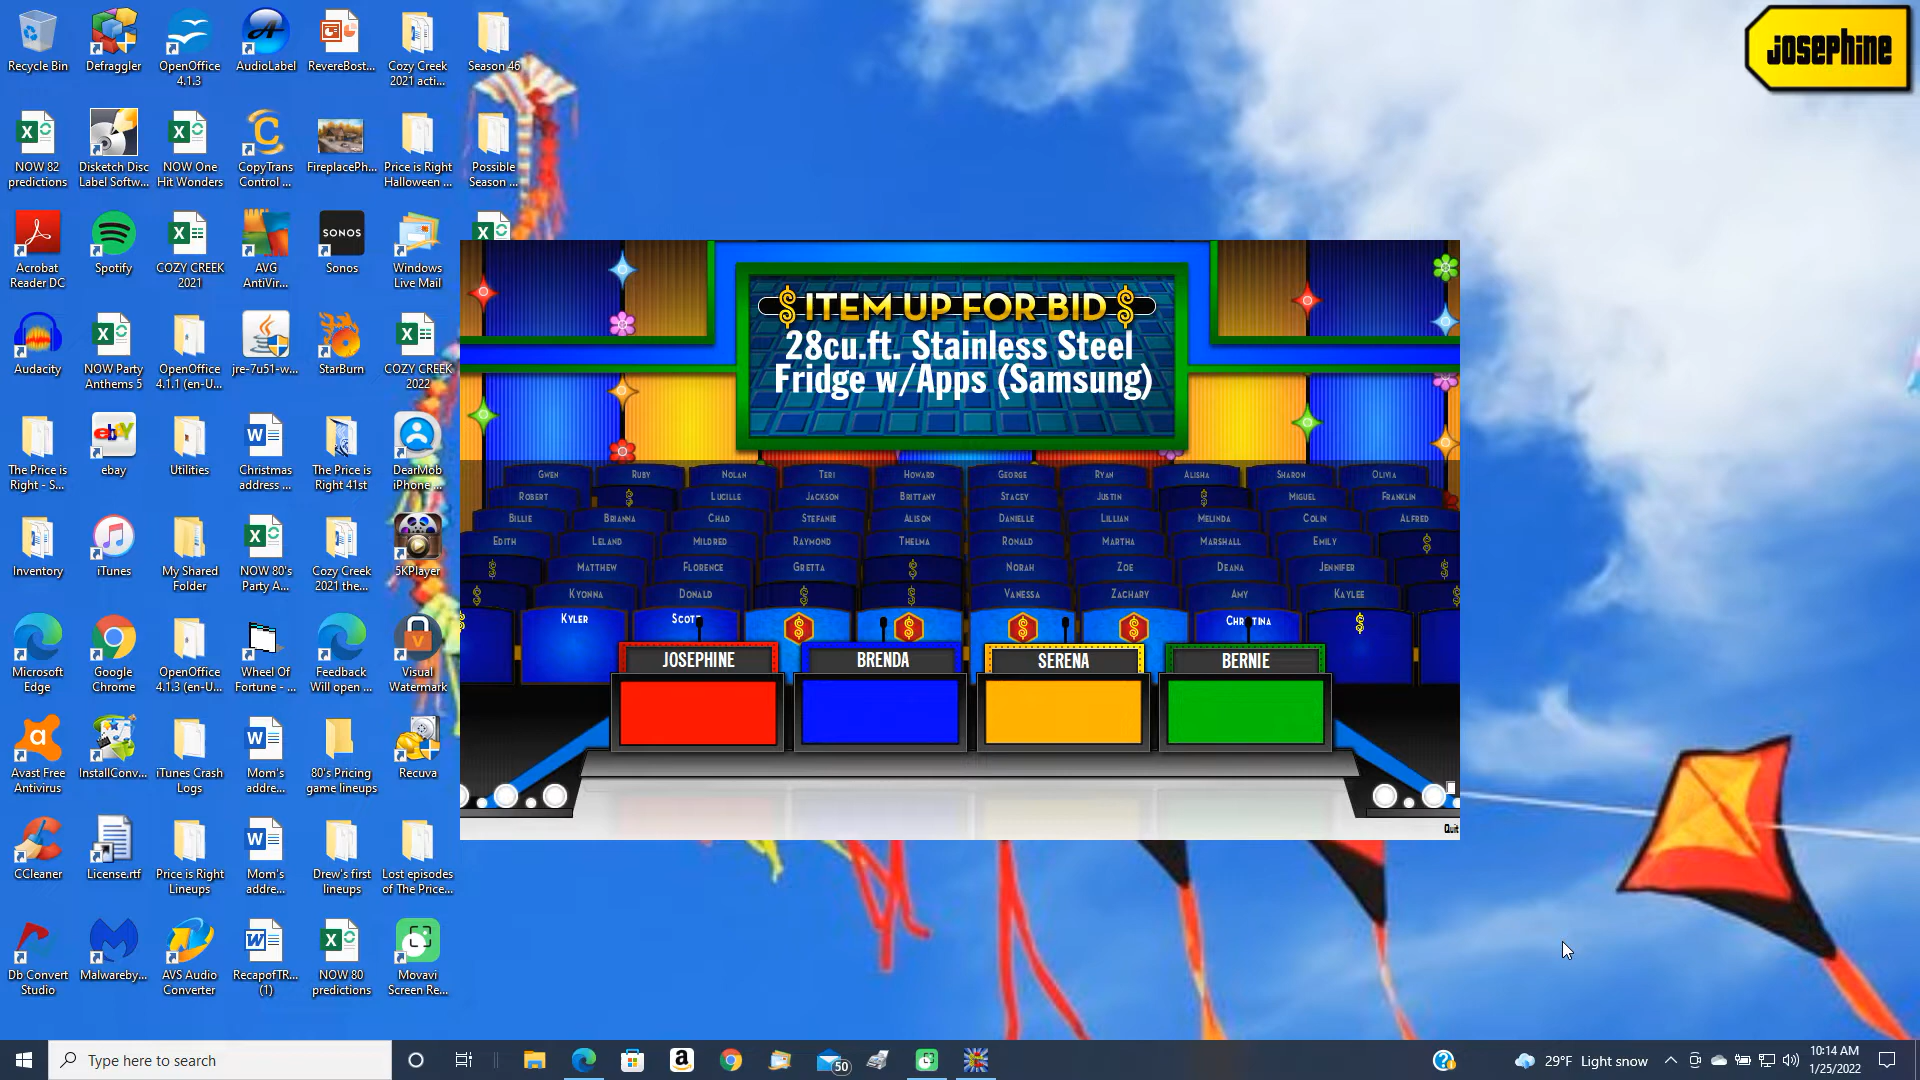 Recycle Bin
Defraggler
OpenOffice
4.1.3
AudioLabel
RevereBost...
Cozy Creek
2021 acti...
Season 46
josephine
NOW 82
predictions
Disketch Disc
Label Softw...
NOW One
Hit Wonders
CopyTrans
Control ...
FireplacePh...
Price is Right
Halloween ...
Possible
Season ...
Acrobat
Reader DC
Spotify
COZY CREEK
2021
AVG
AntiVir...
SONOS
Sonos
Windows
Live Mail
Audacity
NOW Party
Anthems 5
OpenOffice
4.1.1 (en-U...
jre-7u51-w...
StarBurn
COZY CREEK
2022
The Price is
Right - S...
ebay
ebay
Utilities
Christmas
address ...
The Price is
Right 41st
DearMob
iPhone ...
Inventory
iTunes
My Shared
Folder
NOW 80's
Party A...
Cozy Creek
2021 the...
5KPlayer
Microsoft
Edge
Google
Chrome
OpenOffice
4.1.3 (en-U...
Wheel Of
Fortune - ...
Feedback
Will open ...
Visual
Watermark
Avast Free
Antivirus
InstallConv...
iTunes Crash
Logs
Mom's
addre...
80's Pricing
game lineups
Recuva
CCleaner
License.rtf
Price is Right
Lineups
Mom's
addre...
Drew's first
lineups
Lost episodes
of The Price...
Db Convert
Studio
Malwareby...
AVS Audio
Converter
RecapofTR...
(1)
NOW 80
predictions
Movavi
Screen Re...
$ ITEM UP FOR BID $
28cu.ft. Stainless Steel
Fridge w/Apps (Samsung)
GWEN RUBY NOLAN TERI HOWARD GEORGE RYAN ALISHA SHARON OLIVIA
ROBERT $ LUCILLE JACKSON BRITTANY STACEY JUSTIN $ MIGUEL FRANKLIN
BILLIE BRIANNA CHAD STEFANIE ALISON DANIELLE LILLIAN MELINDA COLIN ALFRED
EDITH LELAND MILDRED RAYMOND THELMA RONALD MARTHA MARSHALL EMILY $
$ MATTHEW FLORENCE GRETTA $ NORAH ZOE DEANA JENNIFER $
$ KYONNA DONALD $ $ VANESSA ZACHARY AMY KAYLEE $
$ KYLER SCOTT $ $ $ $ CHRISTINA $
JOSEPHINE BRENDA SERENA BERNIE
Quit
Type here to search
50
29°F Light snow
10:14 AM
1/25/2022